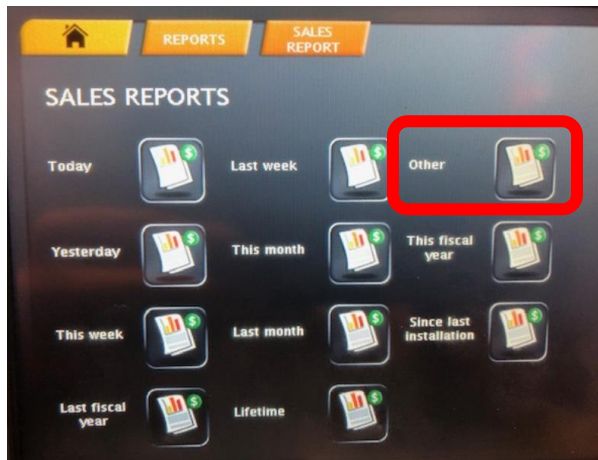 REPORTS
SALES
REPORT
SALES REPORTS
Today
Last week
Other
Yesterday
This month
This fiscal
year
This week
Last month
Since last
installation
Last fiscal
year
Lifetime